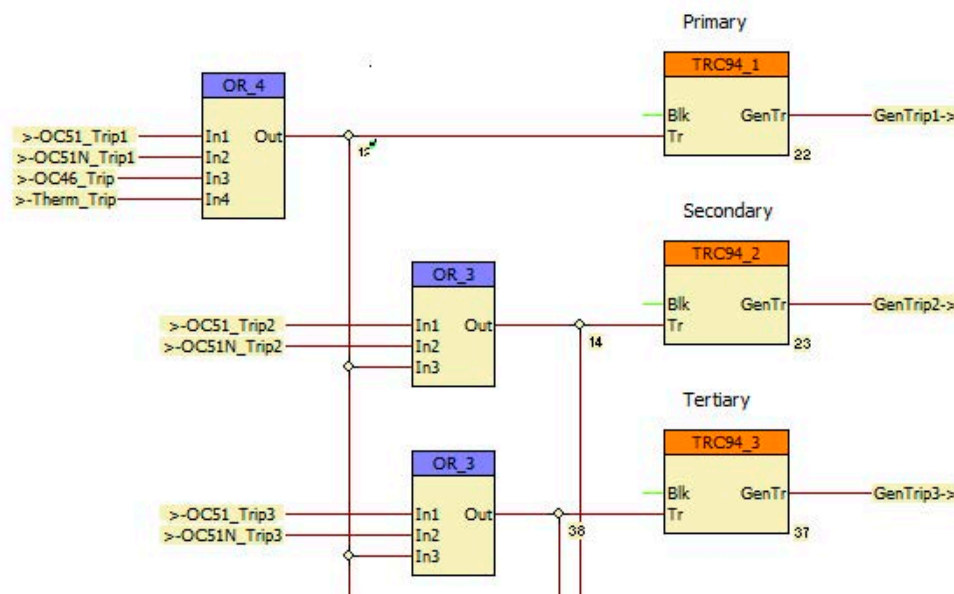 Primary
TRC94_1
Blk GenTr
Tr
22
GenTrip1->
OR_4
In1 Out
In2
In3
In4
>-OC51_Trip1
>-OC51N_Trip1
>-OC46_Trip
>-Therm_Trip
Secondary
TRC94_2
Blk GenTr
Tr
23
GenTrip2->
OR_3
In1 Out
In2
In3
14
>-OC51_Trip2
>-OC51N_Trip2
Tertiary
TRC94_3
Blk GenTr
Tr
37
GenTrip3->
OR_3
In1 Out
In2
In3
38
>-OC51_Trip3
>-OC51N_Trip3